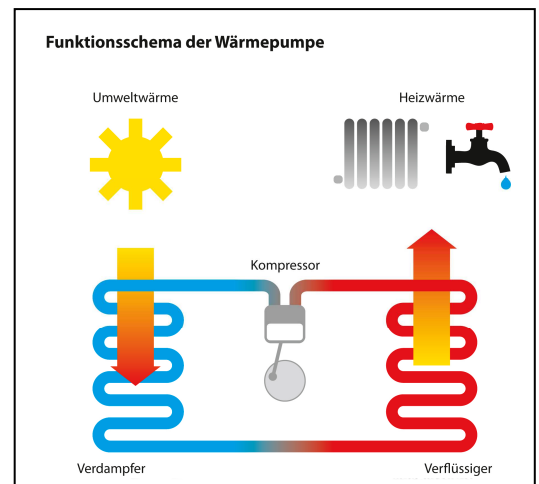 Funktionsschema der Wärmepumpe
Umweltwärme
Heizwärme
Kompressor
Verdampfer
Verflüssiger